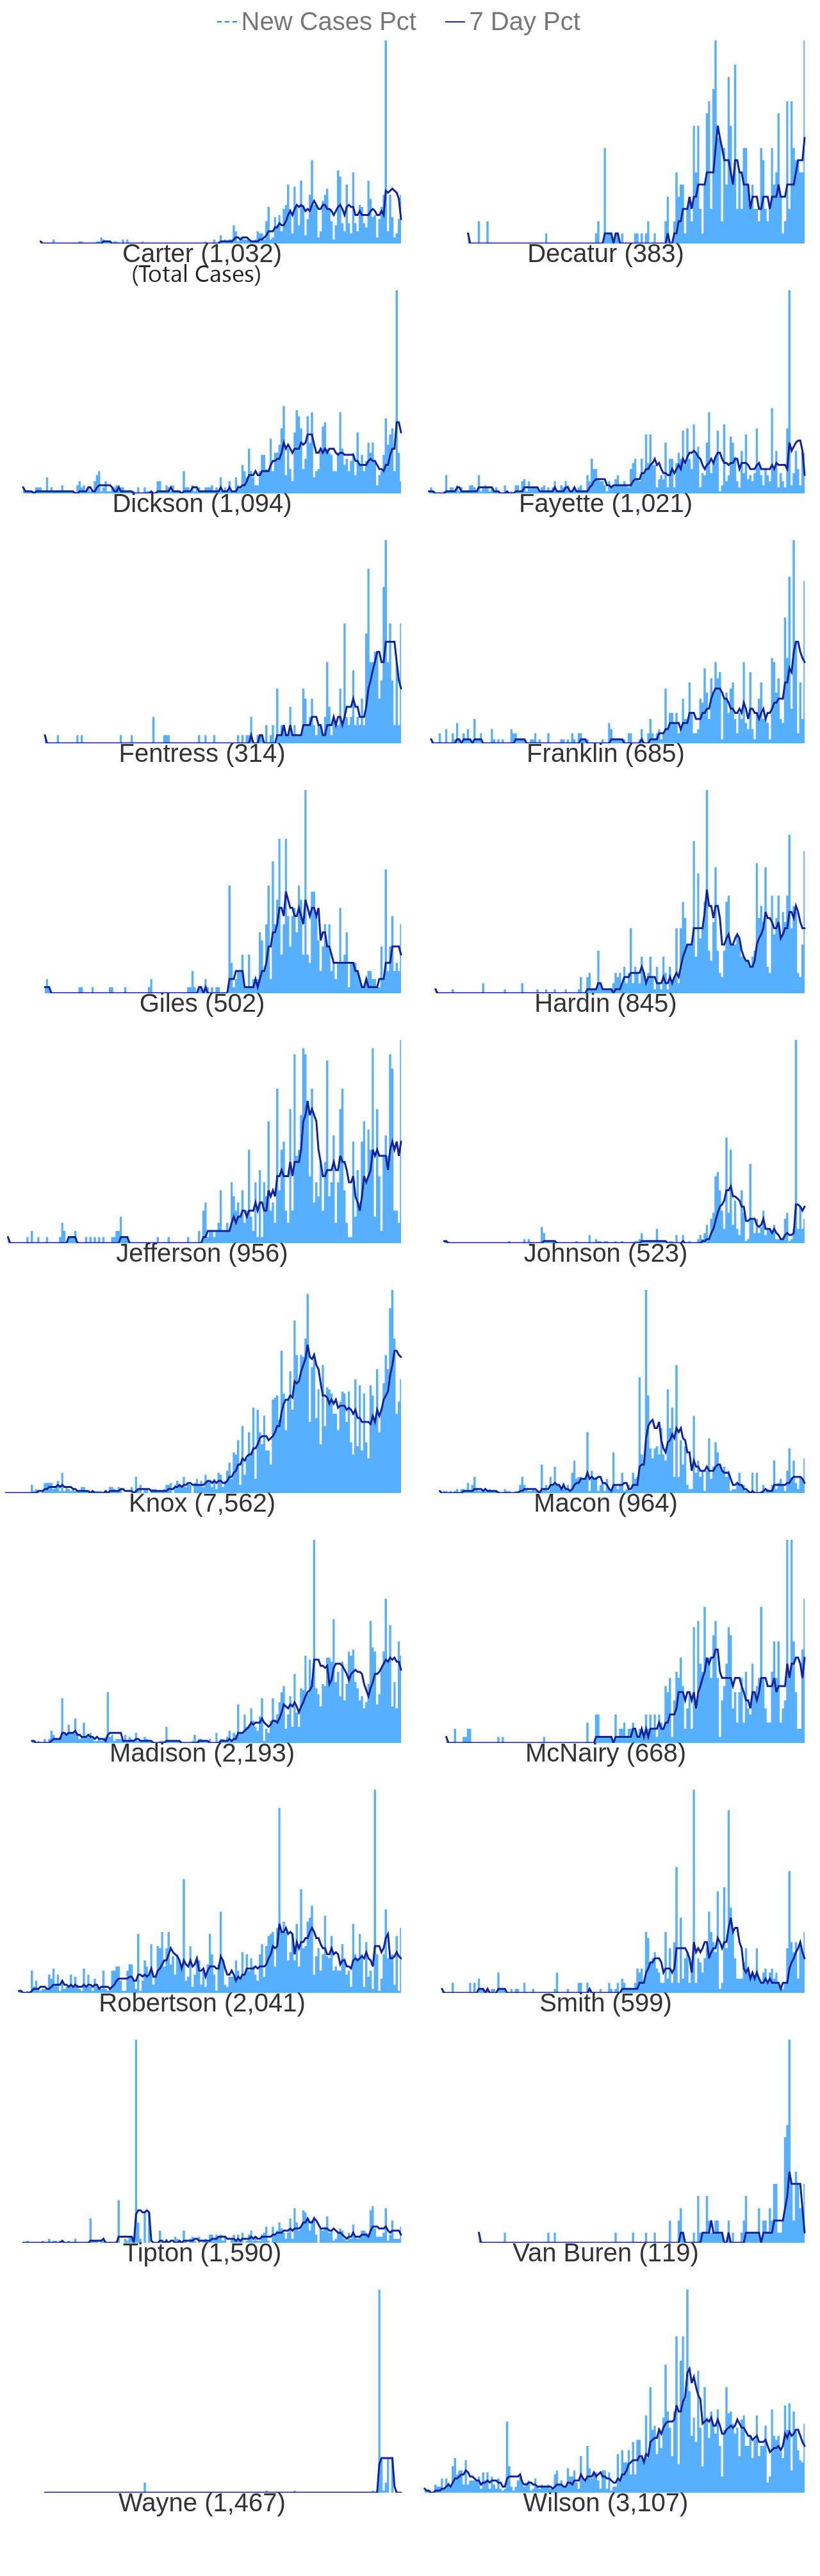 New Cases Pct 7 Day Pct
Carter (1,032) Decatur (383)
(Total Cases)
Dickson (1,094) Fayette (1,021)
Fentress (314) Franklin (685)
Giles (502) Hardin (845)
Jefferson (956) Johnson (523)
Knox (7,562) Macon (964)
Madison (2,193) McNairy (668)
Robertson (2,041) Smith (599)
Tipton (1,590) Van Buren (119)
Wayne (1,467) Wilson (3,107)